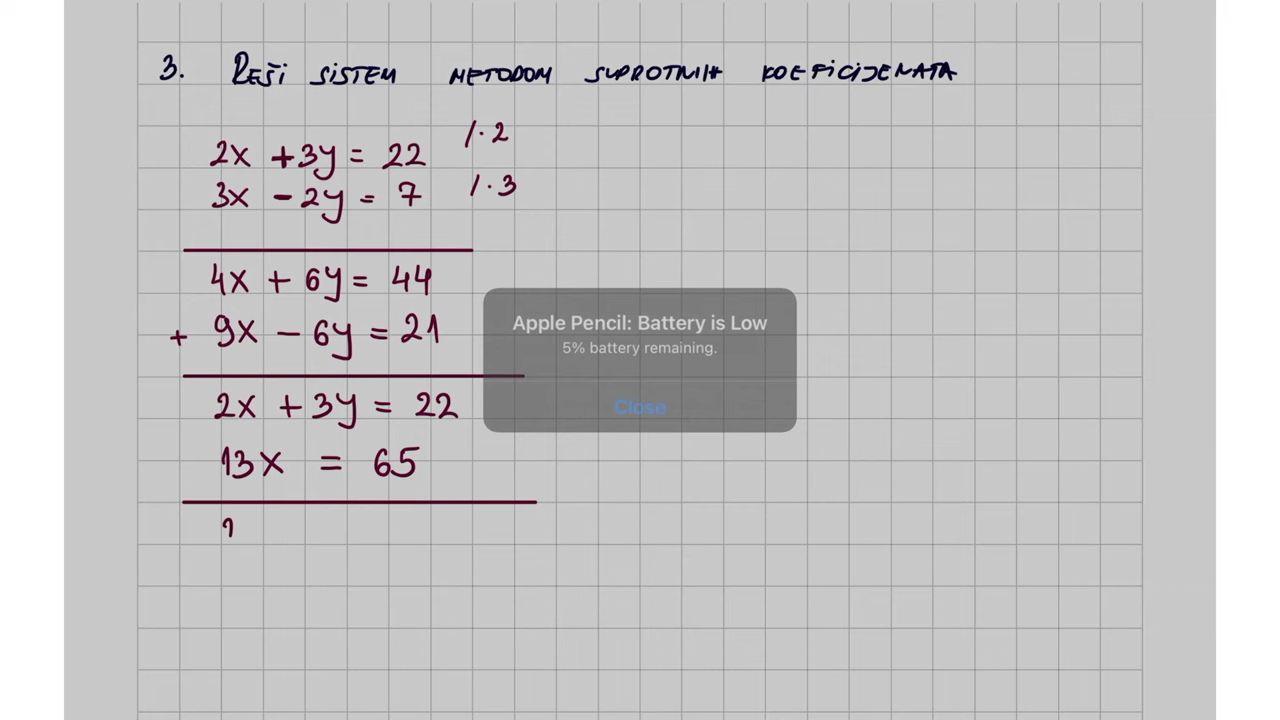 3. Reši sistem metodom suprotnih koeficijenata
2x + 3y = 22 /·2
3x - 2y = 7 /·3
4x + 6y = 44
+ 9x - 6y = 21
2x + 3y = 22
13x = 65
Apple Pencil: Battery is Low
5% battery remaining.
Close